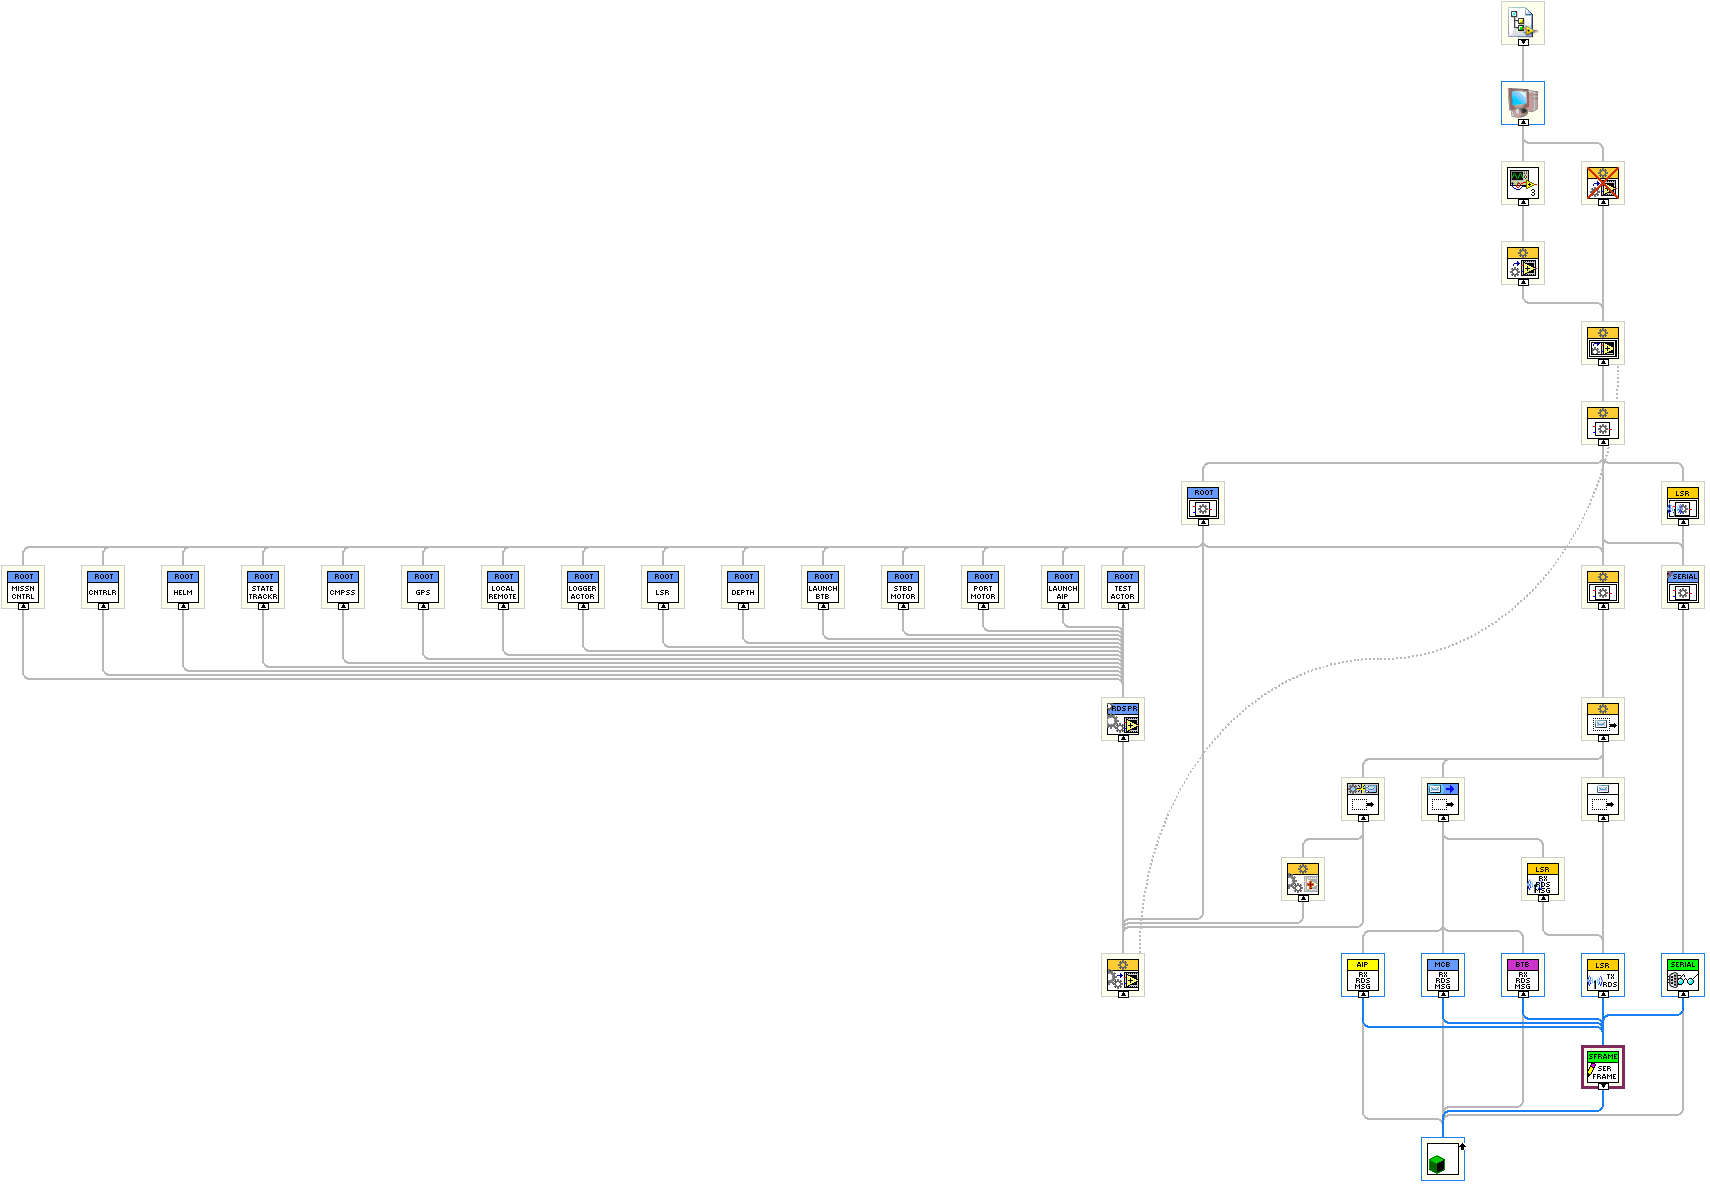 3
ROOT
LSR
ROOT
MISSN
CNTRL
ROOT
CNTRLR
ROOT
HELM
ROOT
STATE
TRACKR
ROOT
CMPSS
ROOT
GPS
ROOT
LOCAL
REMOTE
ROOT
LOGGER
ACTOR
ROOT
LSR
ROOT
DEPTH
ROOT
LAUNCH
BTB
ROOT
STBD
MOTOR
ROOT
PORT
MOTOR
ROOT
LAUNCH
AIP
ROOT
TEST
ACTOR
SERIAL
RDS PR
LSR
RX
RDS
MSG
AIP
RX
RDS
MSG
MCB
RX
RDS
MSG
BTB
RX
RDS
MSG
LSR
TX
RDS
SERIAL
SFRAME
SER
FRAME